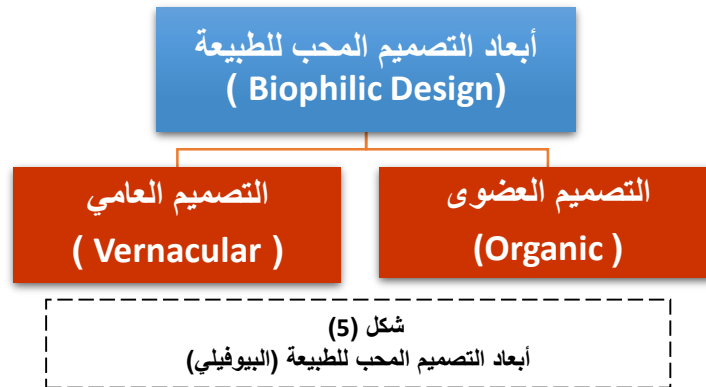 أبعاد التصميم المحب للطبيعة
( Biophilic Design)
التصميم العضوى
(Organic )
التصميم العامي
( Vernacular )
شكل (5)
أبعاد التصميم المحب للطبيعة (البيوفيلي)